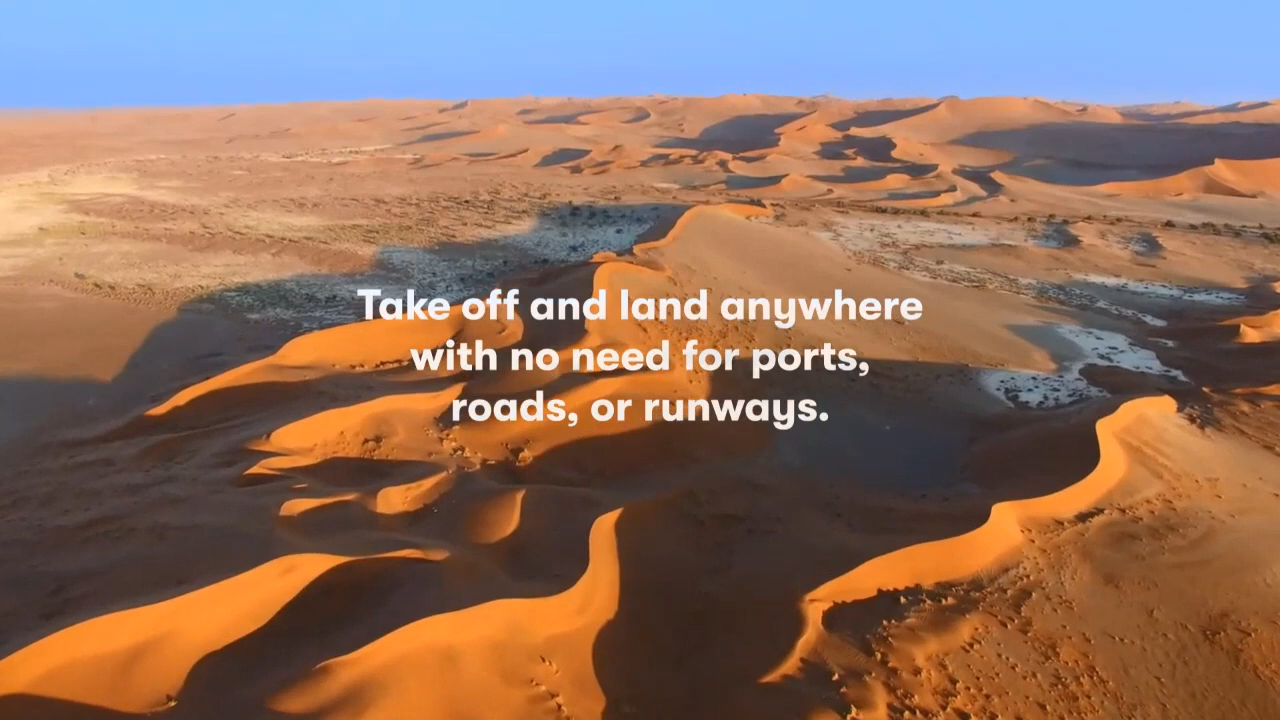 Take off and land anywhere
with no need for ports,
roads, or runways.